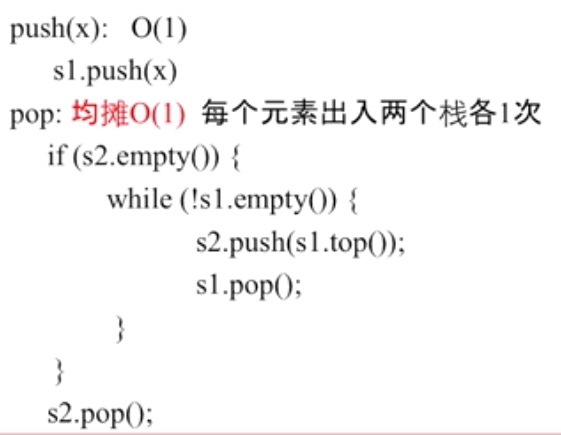 push(x): O(1)
s1.push(x)
pop: 均摊O(1) 每个元素出入两个栈各1次
if (s2.empty()) {
while (!s1.empty()) {
s2.push(s1.top());
s1.pop();
}
}
s2.pop();